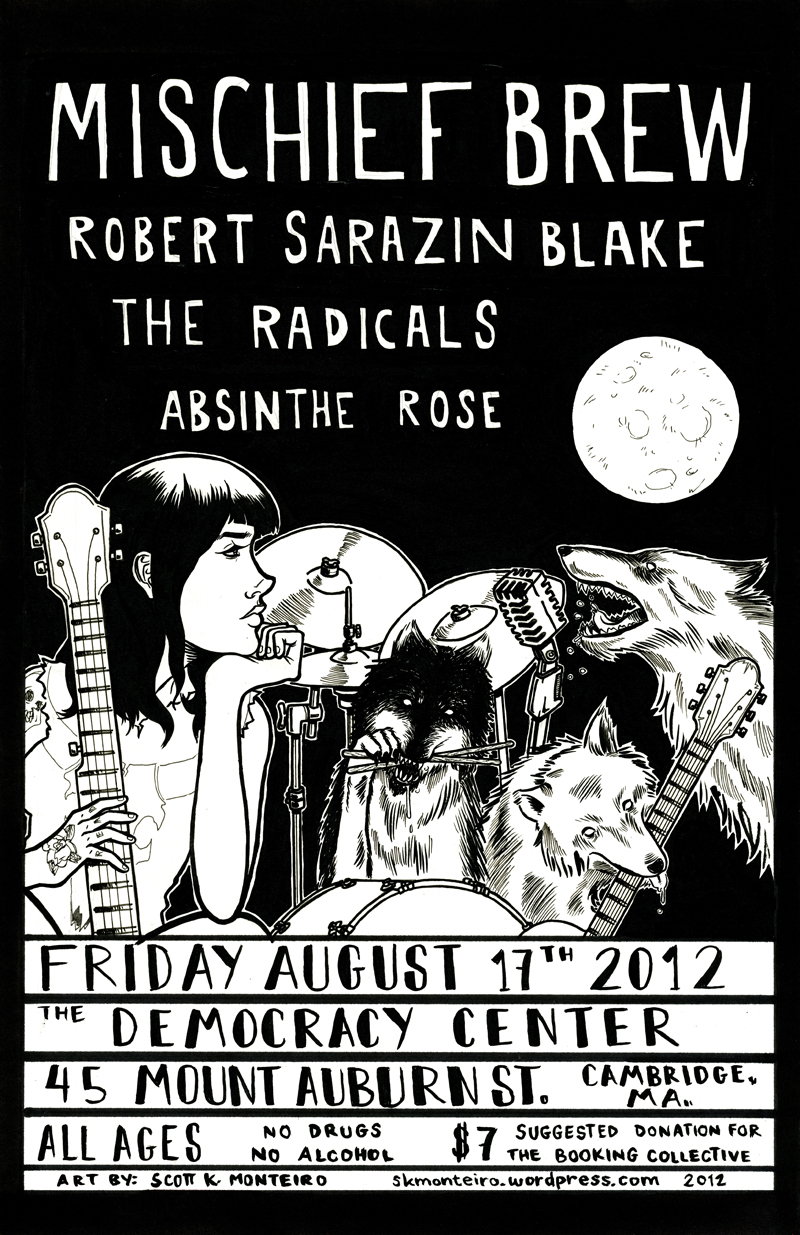 MISCHIEF BREW
ROBERT SARAZIN BLAKE
THE RADICALS
ABSINTHE ROSE
FRIDAY AUGUST 17TH 2012
THE DEMOCRACY CENTER
45 MOUNT AUBURN ST. CAMBRIDGE,
MA.
ALL AGES NO DRUGS $7 SUGGESTED DONATION FOR
NO ALCOHOL THE BOOKING COLLECTIVE
ART BY: SCOTT K. MONTEIRO skmonteiro.wordpress.com 2012